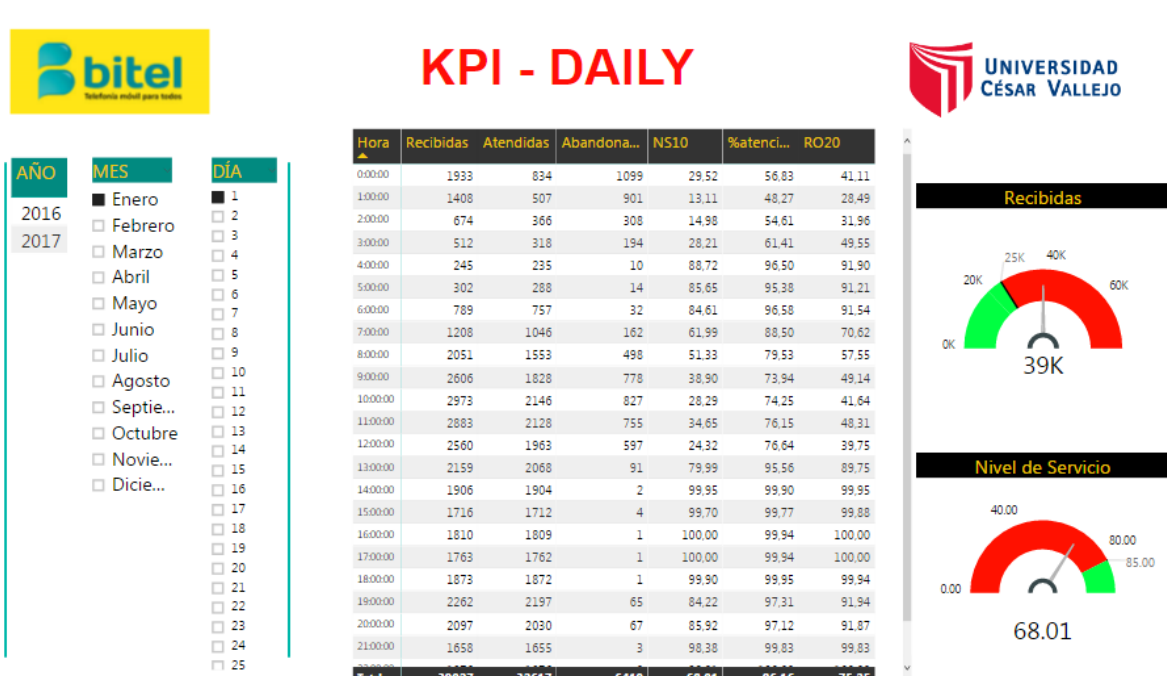 bitel
Telefonía móvil para todos
KPI - DAILY
UNIVERSIDAD
CÉSAR VALLEJO
AÑO
2016
2017
MES
Enero
Febrero
Marzo
Abril
Mayo
Junio
Julio
Agosto
Septie...
Octubre
Novie...
Dicie...
DÍA
1
2
3
4
5
6
7
8
9
10
11
12
13
14
15
16
17
18
19
20
21
22
23
24
25
Hora Recibidas Atendidas Abandona... NS10 %atenci... RO20
0:00:00 1933 834 1099 29,52 56,83 41,11
1:00:00 1408 507 901 13,11 48,27 28,49
2:00:00 674 366 308 14,98 54,61 31,96
3:00:00 512 318 194 28,21 61,41 49,55
4:00:00 245 235 10 88,72 96,50 91,90
5:00:00 302 288 14 85,65 95,38 91,21
6:00:00 789 757 32 84,61 96,58 91,54
7:00:00 1208 1046 162 61,99 88,50 70,62
8:00:00 2051 1553 498 51,33 79,53 57,55
9:00:00 2606 1828 778 38,90 73,94 49,14
10:00:00 2973 2146 827 28,29 74,25 41,64
11:00:00 2883 2128 755 34,65 76,15 48,31
12:00:00 2560 1963 597 24,32 76,64 39,75
13:00:00 2159 2068 91 79,99 95,56 89,75
14:00:00 1906 1904 2 99,95 99,90 99,95
15:00:00 1716 1712 4 99,70 99,77 99,88
16:00:00 1810 1809 1 100,00 99,94 100,00
17:00:00 1763 1762 1 100,00 99,94 100,00
18:00:00 1873 1872 1 99,90 99,95 99,94
19:00:00 2262 2197 65 84,22 97,31 91,94
20:00:00 2097 2030 67 85,92 97,12 91,87
21:00:00 1658 1655 3 98,38 99,83 99,83
Recibidas
0K
20K
25K
40K
60K
39K
Nivel de Servicio
0.00
40.00
80.00
85.00
68.01